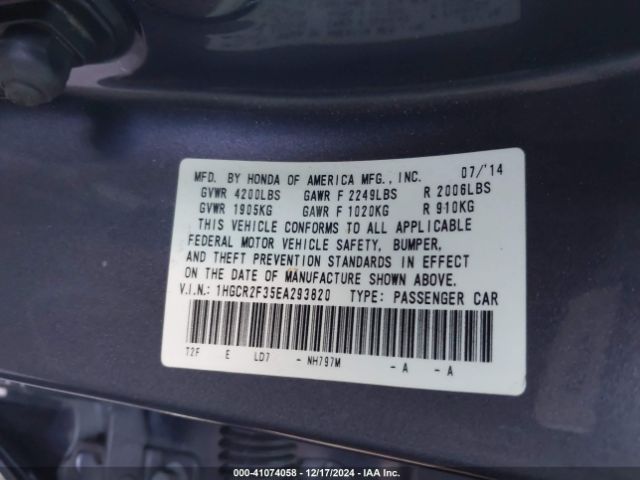 MFD. BY HONDA OF AMERICA MFG., INC. 07/'14
GVWR 4200LBS GAWR F 2249LBS R 2006LBS
GVWR 1905KG GAWR F 1020KG R 910KG
THIS VEHICLE CONFORMS TO ALL APPLICABLE
FEDERAL MOTOR VEHICLE SAFETY, BUMPER,
AND THEFT PREVENTION STANDARDS IN EFFECT
ON THE DATE OF MANUFACTURE SHOWN ABOVE.
V.I.N.: 1HGCR2F35EA293820 TYPE: PASSENGER CAR
T2F E LD7 - NH797M - A - A
000-41074058 - 12/17/2024 - IAA Inc.